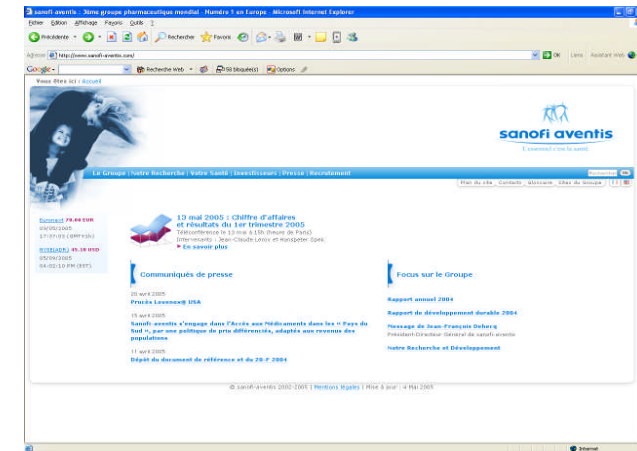 sanofi-aventis : 3ème groupe pharmaceutique mondial - Numéro 1 en Europe - Microsoft Internet Explorer
Fichier Edition Affichage Favoris Outils ?
Précédente Rechercher Favoris
Adresse http://www.sanofi-aventis.com/ OK Liens Assistant Web
Google Recherche Web 58 bloquée(s) Options
Vous êtes ici : Accueil
sanofi aventis
L'essentiel c'est la santé.
Le Groupe | Notre Recherche | Votre Santé | Investisseurs | Presse | Recrutement
Rechercher
Plan du site Contacts Glossaire Sites du Groupe
Euronext 70.00 EUR
09/05/2005
13 mai 2005 : Chiffre d'affaires
et résultats du 1er trimestre 2005
Téléconférence le 13 mai à 15h (heure de Paris)
Intervenants : Jean-Claude Leroy et Hanspeter Spek
En savoir plus
NYSE(ADR) 45.10 USD
05/09/2005
04:02:10 PM (EST)
Communiqués de presse
20 avril 2005
Procès Lovenox® USA
15 avril 2005
Sanofi-aventis s'engage dans l'Accès aux Médicaments dans les « Pays du
Sud », par une politique de prix différenciés, adaptés aux revenus des
populations
11 avril 2005
Dépôt du document de référence et du 20-F 2004
Focus sur le Groupe
Rapport annuel 2004
Rapport de développement durable 2004
Message de Jean-François Dehecq
Président-Directeur Général de sanofi-aventis
Notre Recherche et Développement
© sanofi-aventis 2002-2005 | Mentions légales | Mise à jour : 4 Mai 2005
Internet